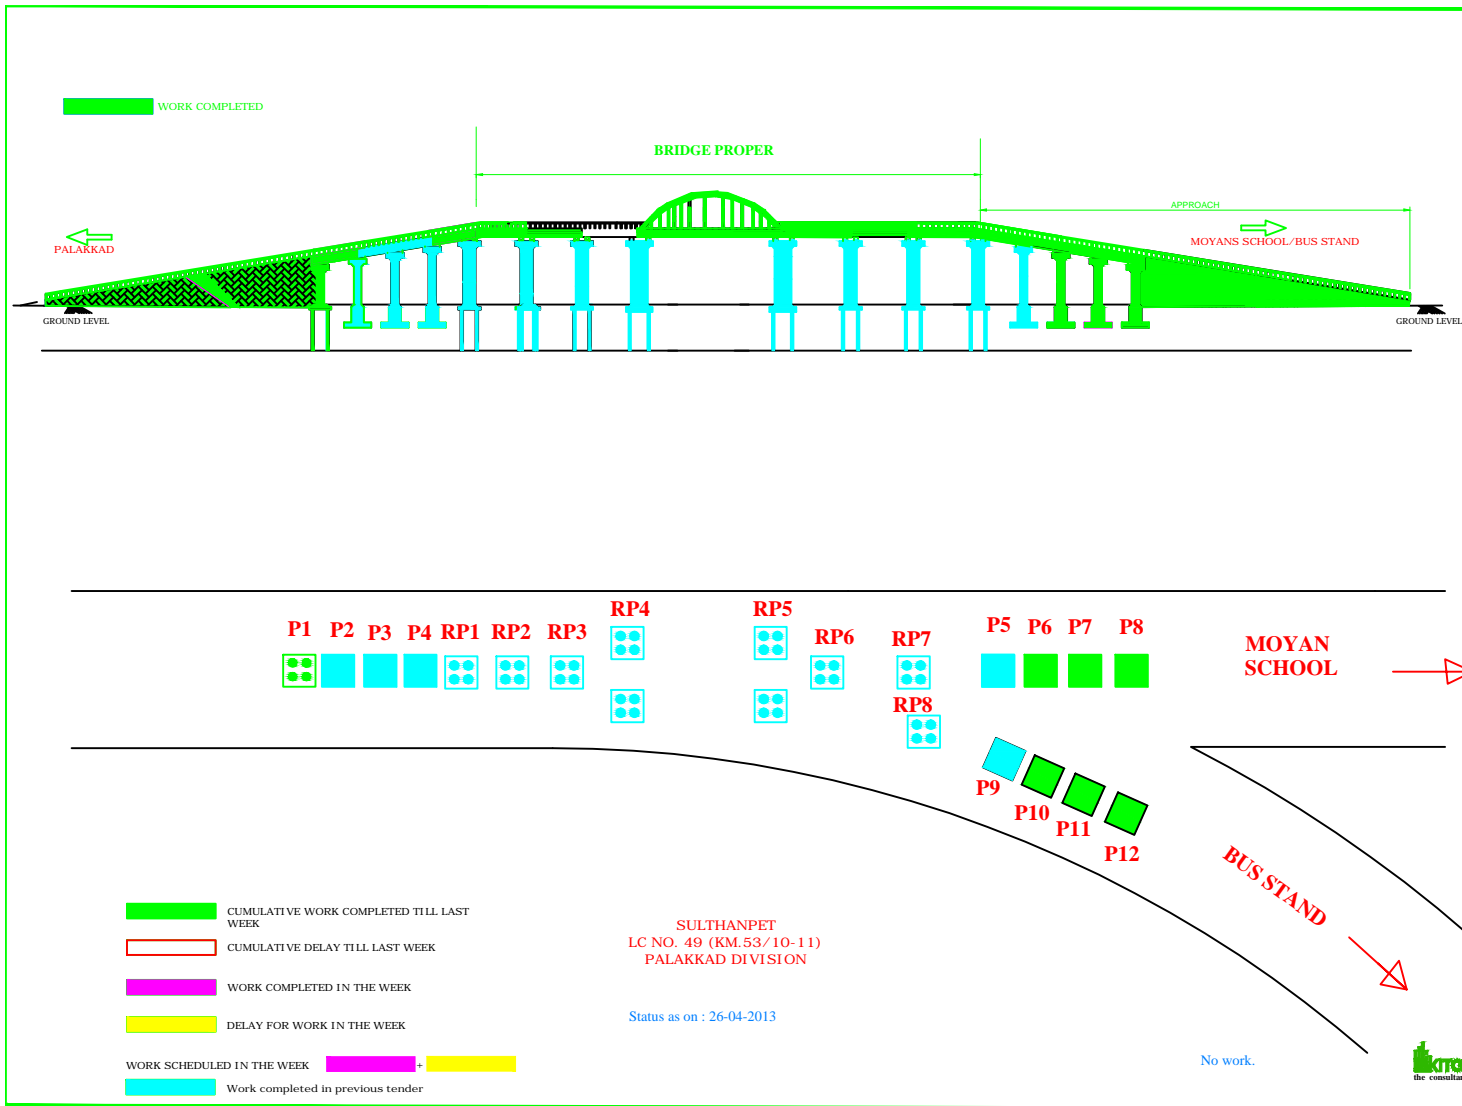 WORK COMPLETED
BRIDGE PROPER
APPROACH
PALAKKAD
MOYANS SCHOOL/BUS STAND
GROUND LEVEL
GROUND LEVEL
P1 P2 P3 P4 RP1 RP2 RP3 RP4 RP5 RP6 RP7 P5 P6 P7 P8
MOYAN
SCHOOL
RP8
P9
P10
P11
P12
BUS STAND
CUMULATIVE WORK COMPLETED TILL LAST
WEEK
CUMULATIVE DELAY TILL LAST WEEK
WORK COMPLETED IN THE WEEK
DELAY FOR WORK IN THE WEEK
WORK SCHEDULED IN THE WEEK +
Work completed in previous tender
SULTHANPET
LC NO. 49 (KM.53/10-11)
PALAKKAD DIVISION
Status as on : 26-04-2013
No work.
the